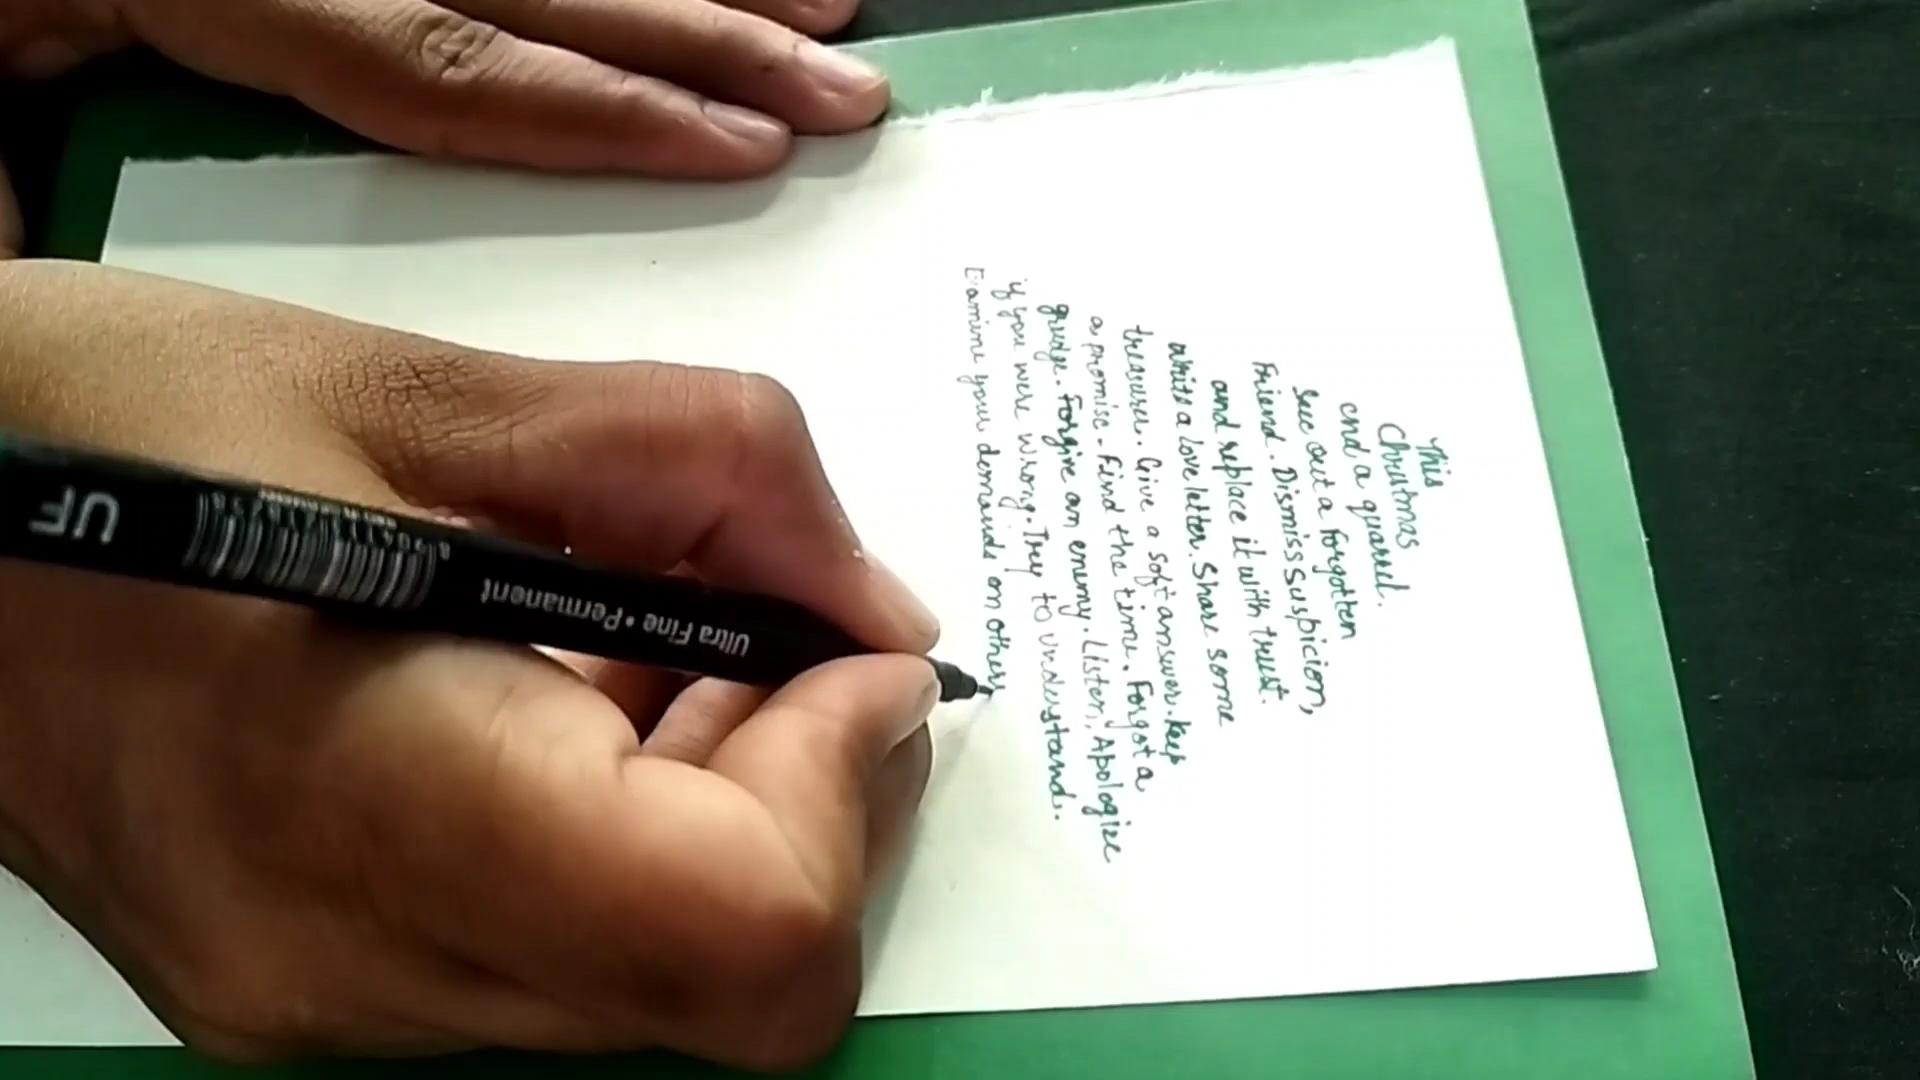 This
Christmas
end a quarrel.
See out a forgotten
Friend. Dismiss Suspicion,
and replace it with trust.
write a love letter. Share some
treasure. Give a soft answer. keep
a promise. Find the time. Forgot a
grudge. Forgive an enemy. Listen, Apologize
if you were wrong. Try to understand.
Examine your demands on others
Ultra Fine • Permanent
UF